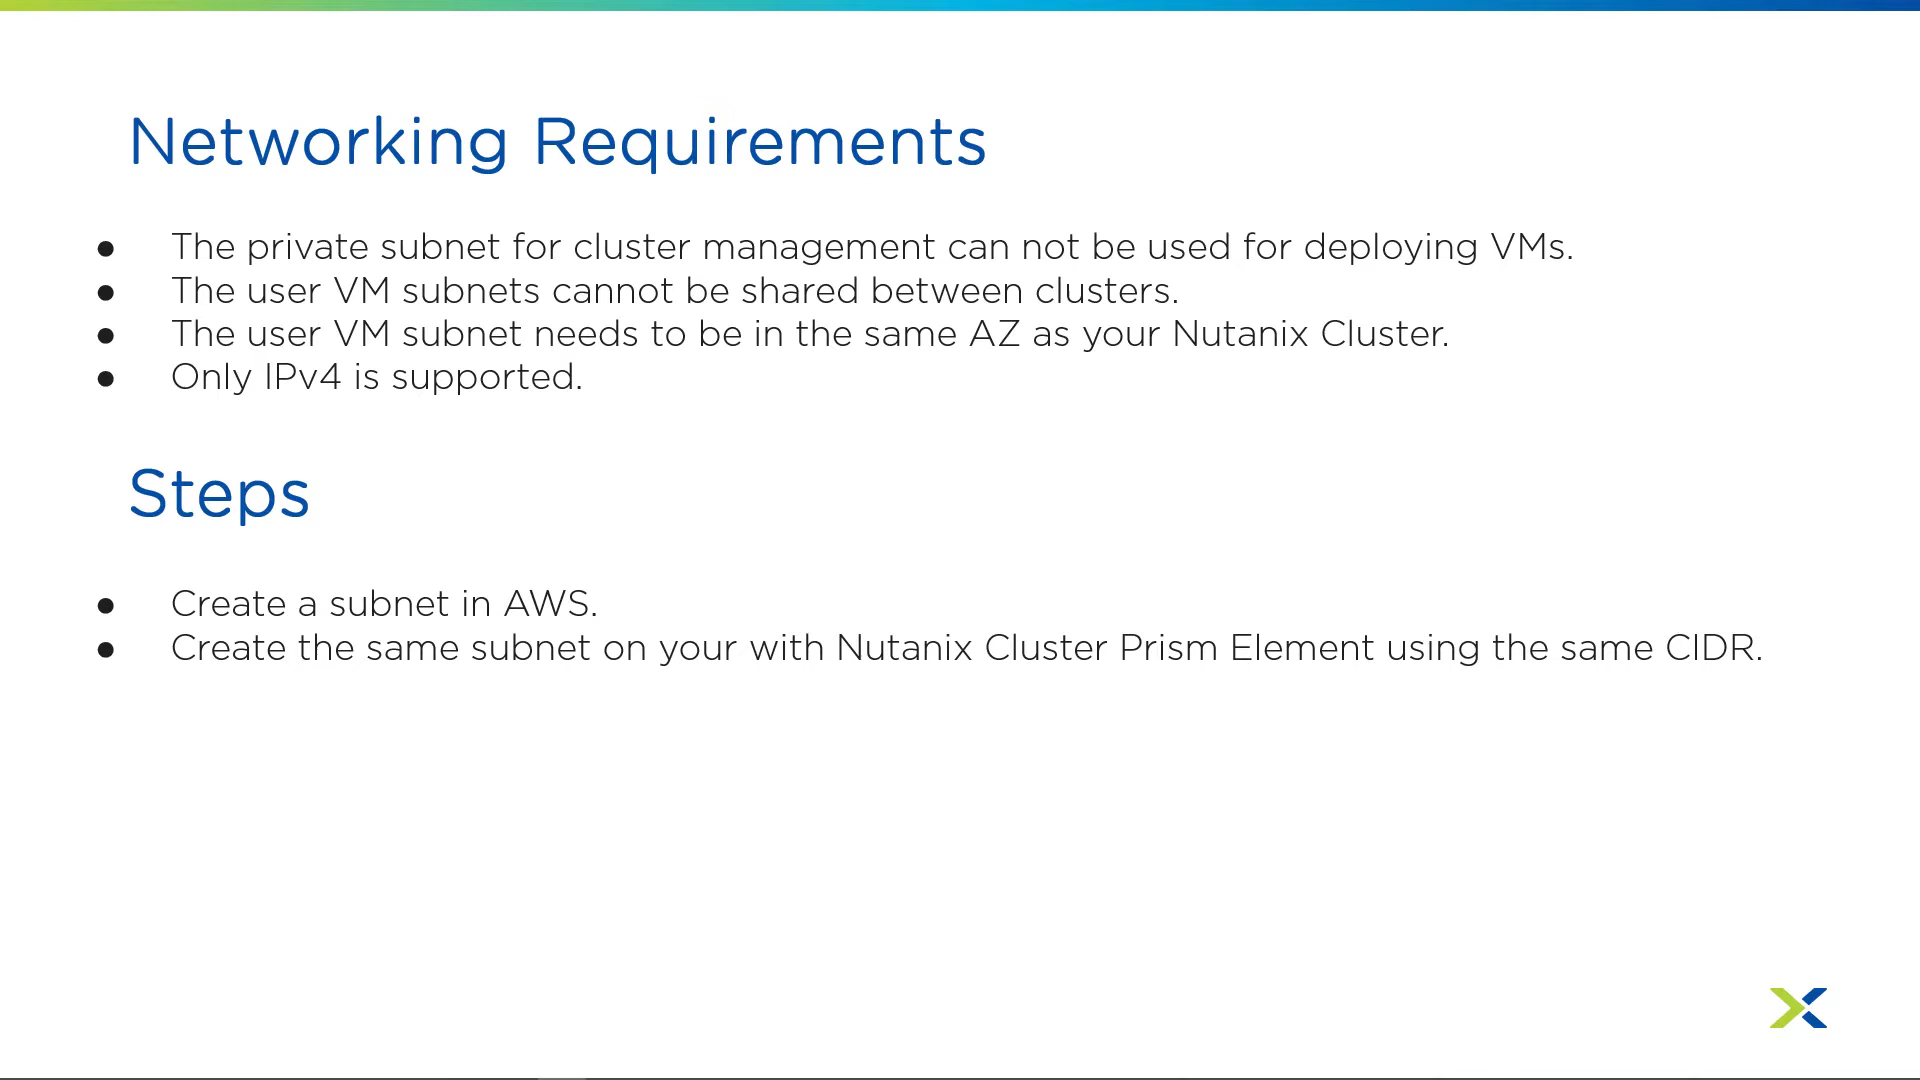 Networking Requirements
● The private subnet for cluster management can not be used for deploying VMs.
● The user VM subnets cannot be shared between clusters.
● The user VM subnet needs to be in the same AZ as your Nutanix Cluster.
● Only IPv4 is supported.
Steps
● Create a subnet in AWS.
● Create the same subnet on your with Nutanix Cluster Prism Element using the same CIDR.